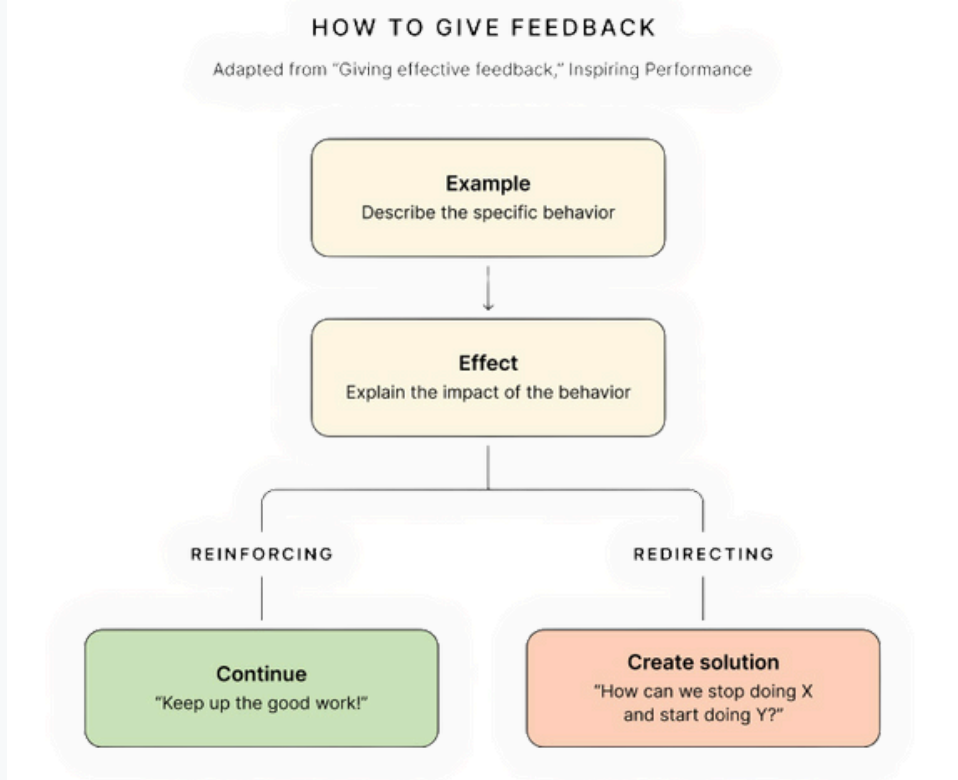 HOW TO GIVE FEEDBACK
Adapted from “Giving effective feedback,” Inspiring Performance
Example
Describe the specific behavior
Effect
Explain the impact of the behavior
REINFORCING
REDIRECTING
Continue
“Keep up the good work!”
Create solution
“How can we stop doing X
and start doing Y?”